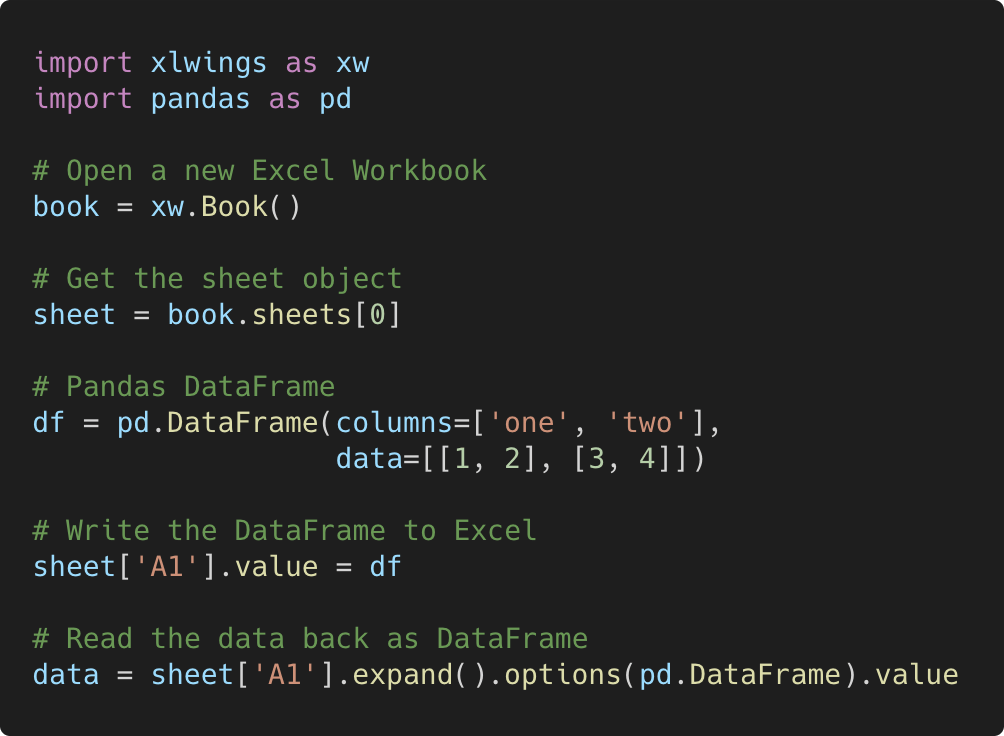 import xlwings as xw
import pandas as pd

# Open a new Excel Workbook
book = xw.Book()

# Get the sheet object
sheet = book.sheets[0]

# Pandas DataFrame
df = pd.DataFrame(columns=['one', 'two'],
                  data=[[1, 2], [3, 4]])

# Write the DataFrame to Excel
sheet['A1'].value = df

# Read the data back as DataFrame
data = sheet['A1'].expand().options(pd.DataFrame).value